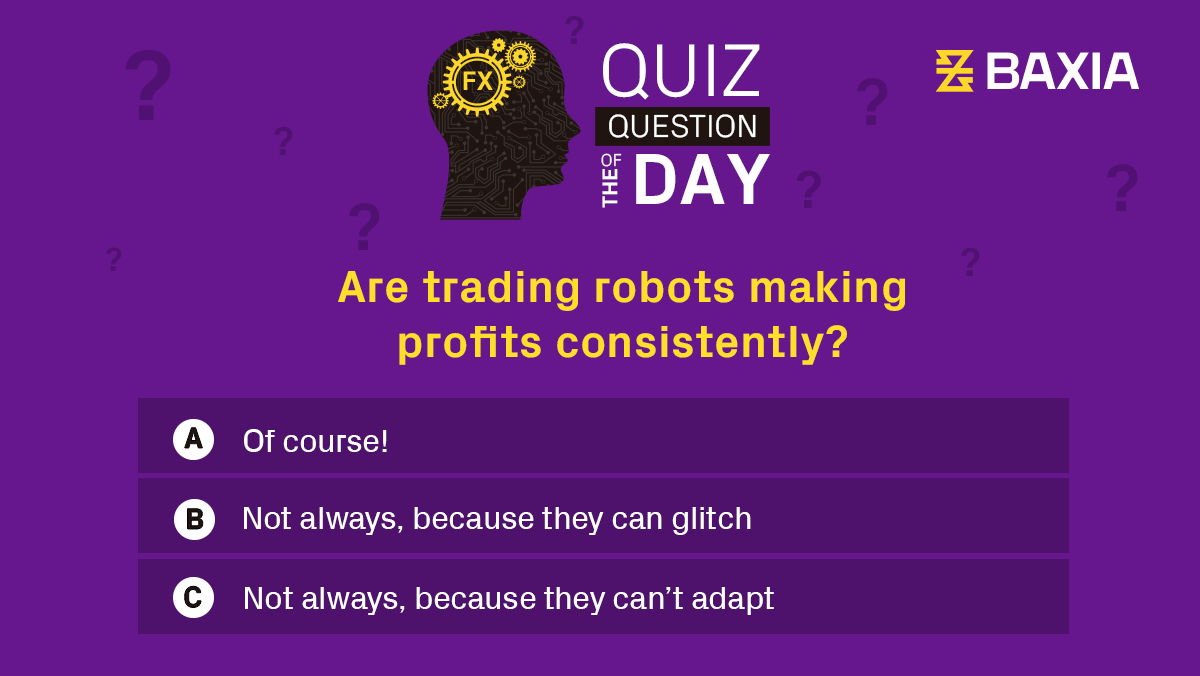 FX
QUIZ
QUESTION
OF THE
DAY
BAXIA
Are trading robots making
profits consistently?
A Of course!
B Not always, because they can glitch
C Not always, because they can't adapt
?
?
?
?
?
?
?
?
?